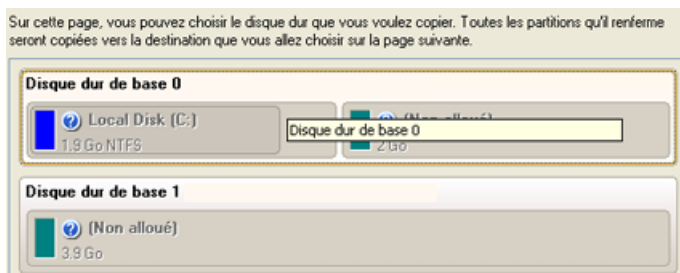 Sur cette page, vous pouvez choisir le disque dur que vous voulez copier. Toutes les partitions qu'il renferme
seront copiées vers la destination que vous allez choisir sur la page suivante.
Disque dur de base 0
Local Disk (C:)
(Non alloué)
Disque dur de base 0
1.9 Go NTFS
2 Go
Disque dur de base 1
(Non alloué)
3.9 Go